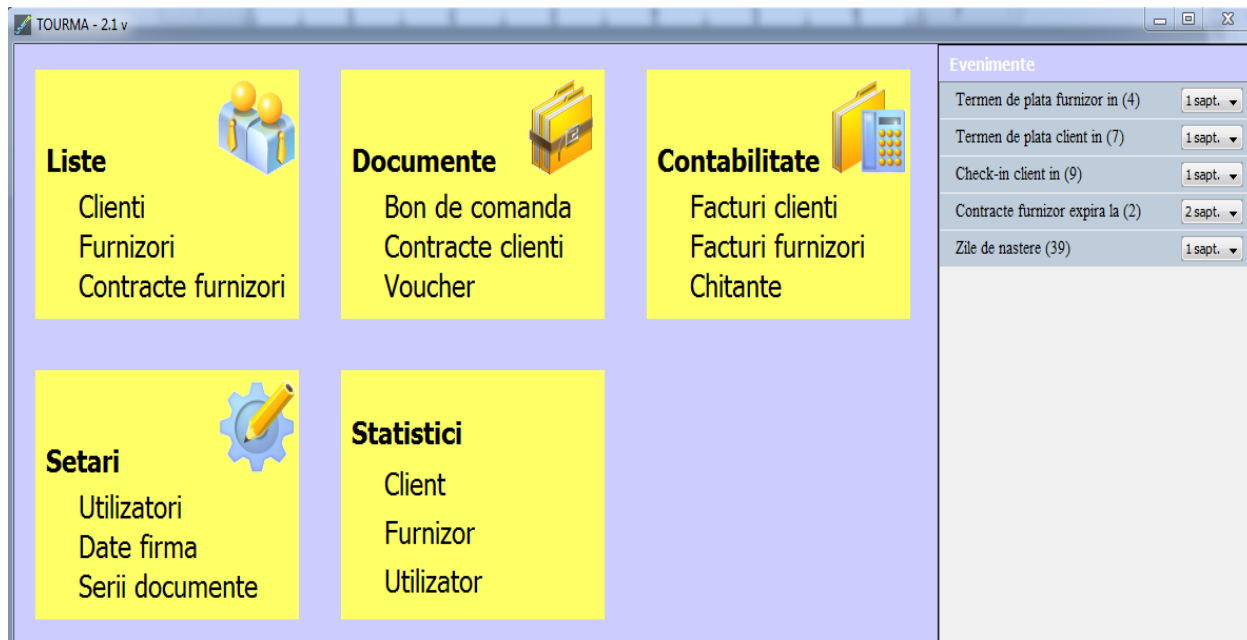 TOURMA - 2.1 v
Liste
Clienti
Furnizori
Contracte furnizori
Documente
Bon de comanda
Contracte clienti
Voucher
Contabilitate
Facturi clienti
Facturi furnizori
Chitante
Setari
Utilizatori
Date firma
Serii documente
Statistici
Client
Furnizor
Utilizator
Evenimente
Termen de plata furnizor in (4) 1 sapt.
Termen de plata client in (7) 1 sapt.
Check-in client in (9) 1 sapt.
Contracte furnizor expira la (2) 2 sapt.
Zile de nastere (39) 1 sapt.